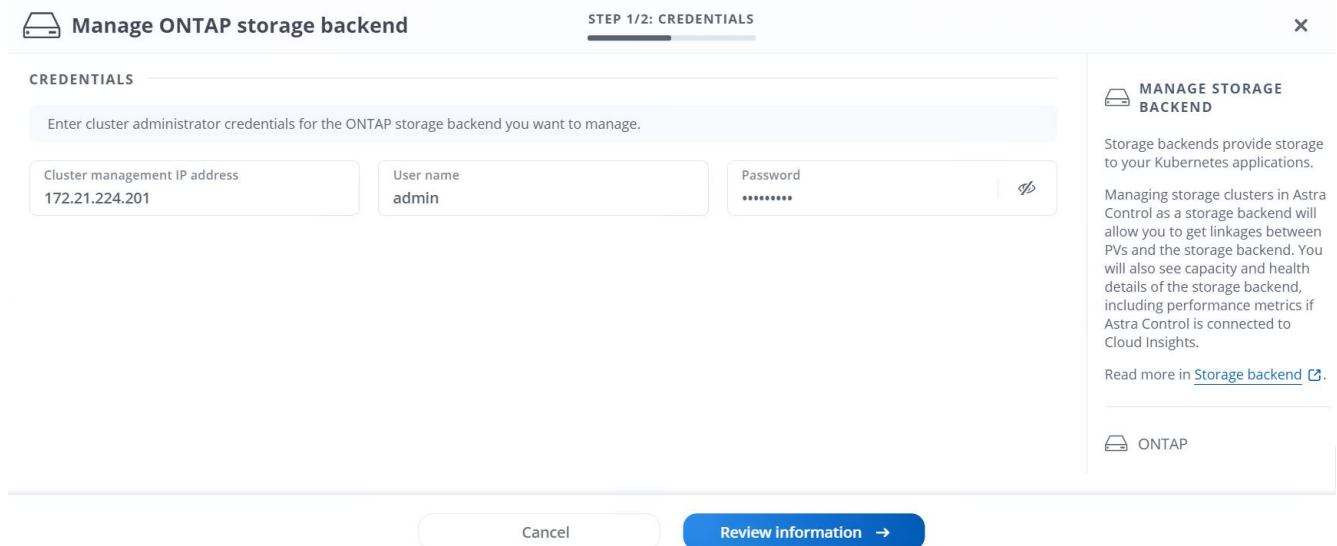 Manage ONTAP storage backend
STEP 1/2: CREDENTIALS
CREDENTIALS
Enter cluster administrator credentials for the ONTAP storage backend you want to manage.
Cluster management IP address
172.21.224.201
User name
admin
Password
•••••••••
MANAGE STORAGE
BACKEND
Storage backends provide storage
to your Kubernetes applications.
Managing storage clusters in Astra
Control as a storage backend will
allow you to get linkages between
PVs and the storage backend. You
will also see capacity and health
details of the storage backend,
including performance metrics if
Astra Control is connected to
Cloud Insights.
Read more in Storage backend.
ONTAP
Cancel
Review information →